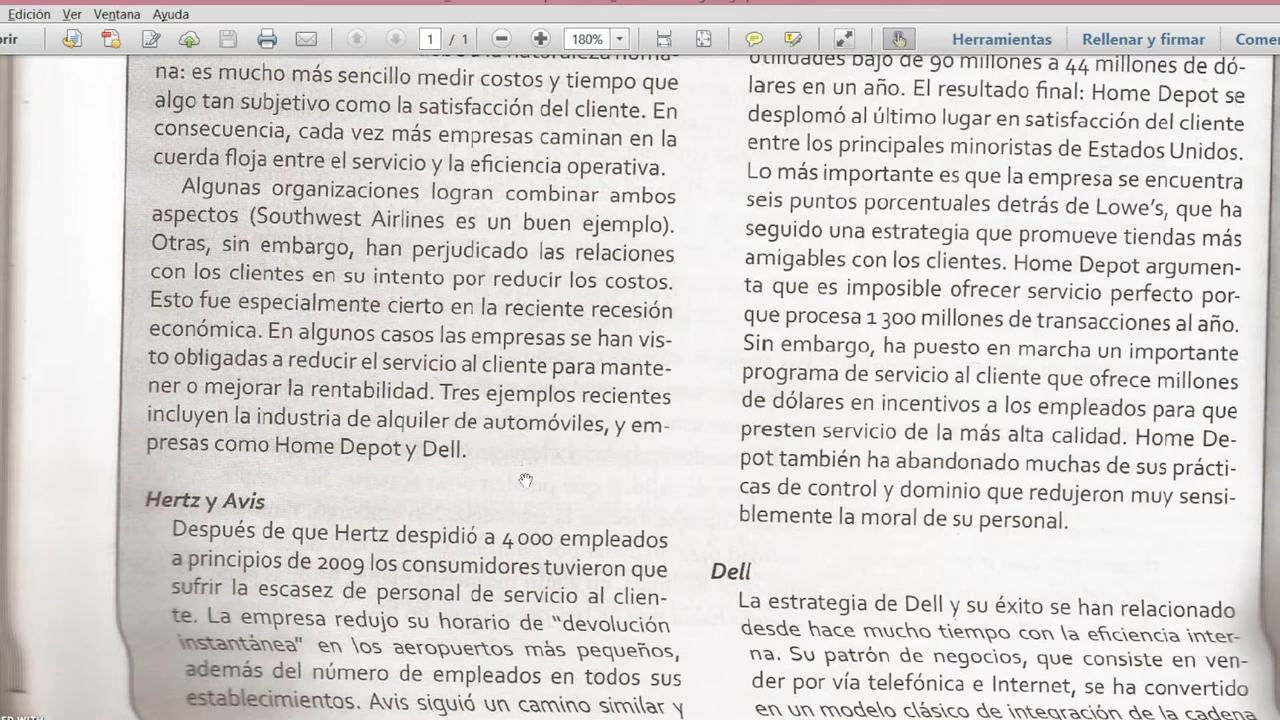 Edición Ver Ventana Ayuda
1 / 1
180%
Herramientas
Rellenar y firmar
na: es mucho más sencillo medir costos y tiempo que
algo tan subjetivo como la satisfacción del cliente. En
consecuencia, cada vez más empresas caminan en la
cuerda floja entre el servicio y la eficiencia operativa.
Algunas organizaciones logran combinar ambos
aspectos (Southwest Airlines es un buen ejemplo).
Otras, sin embargo, han perjudicado las relaciones
con los clientes en su intento por reducir los costos.
Esto fue especialmente cierto en la reciente recesión
económica. En algunos casos las empresas se han vis-
to obligadas a reducir el servicio al cliente para mante-
ner o mejorar la rentabilidad. Tres ejemplos recientes
incluyen la industria de alquiler de automóviles, y em-
presas como Home Depot y Dell.
Hertz y Avis
Después de que Hertz despidió a 4 000 empleados
a principios de 2009 los consumidores tuvieron que
sufrir la escasez de personal de servicio al clien-
te. La empresa redujo su horario de "devolución
instantánea" en los aeropuertos más pequeños,
además del número de empleados en todos sus
establecimientos. Avis siguió un camino similar y
utilidades bajó de 90 millones a 44 millones de dó-
lares en un año. El resultado final: Home Depot se
desplomó al último lugar en satisfacción del cliente
entre los principales minoristas de Estados Unidos.
Lo más importante es que la empresa se encuentra
seis puntos porcentuales detrás de Lowe's, que ha
seguido una estrategia que promueve tiendas más
amigables con los clientes. Home Depot argumen-
ta que es imposible ofrecer servicio perfecto por-
que procesa 1 300 millones de transacciones al año.
Sin embargo, ha puesto en marcha un importante
programa de servicio al cliente que ofrece millones
de dólares en incentivos a los empleados para que
presten servicio de la más alta calidad. Home De-
pot también ha abandonado muchas de sus prácti-
cas de control y dominio que redujeron muy sensi-
blemente la moral de su personal.
Dell
La estrategia de Dell y su éxito se han relacionado
desde hace mucho tiempo con la eficiencia inter-
na. Su patrón de negocios, que consiste en ven-
der por vía telefónica e Internet, se ha convertido
en un modelo clásico de integración de la cadena